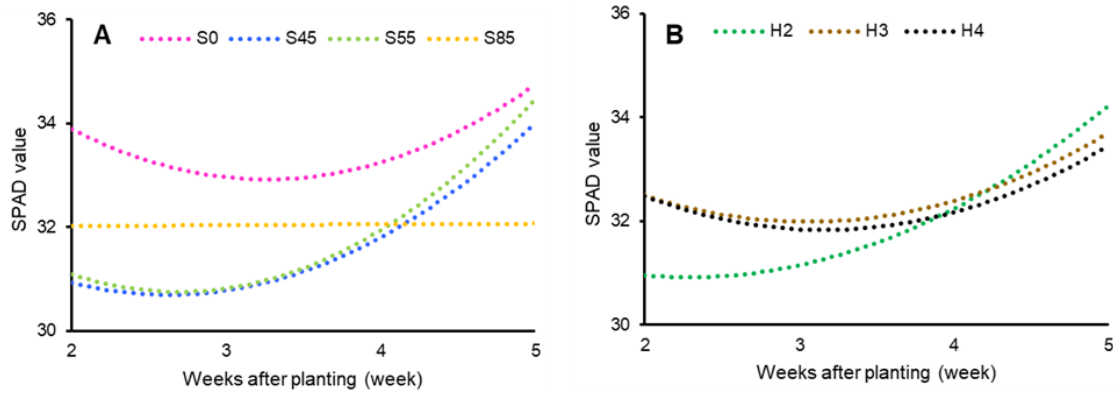 A S0 S45 S55 S85
36
34
32
30
SPAD value
2 3 4 5
Weeks after planting (week)
B H2 H3 H4
36
34
32
30
SPAD value
2 3 4 5
Weeks after planting (week)